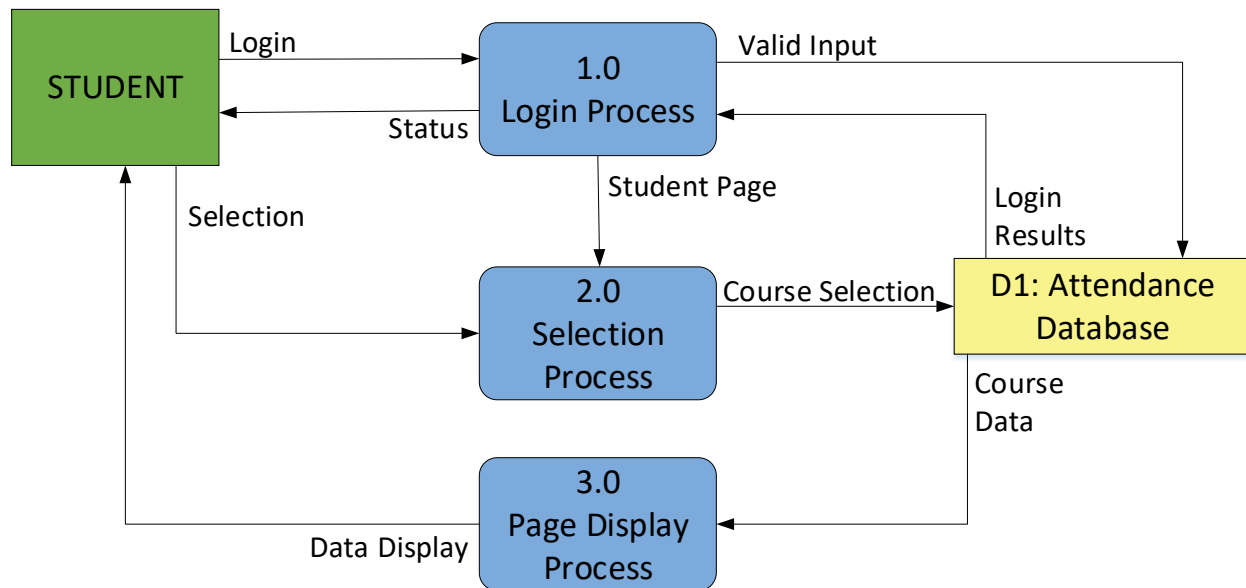 Login
Valid Input
STUDENT
1.0
Login Process
Status
Student Page
Selection
Login
Results
2.0
Selection
Process
Course Selection
D1: Attendance
Database
Course
Data
3.0
Page Display
Process
Data Display